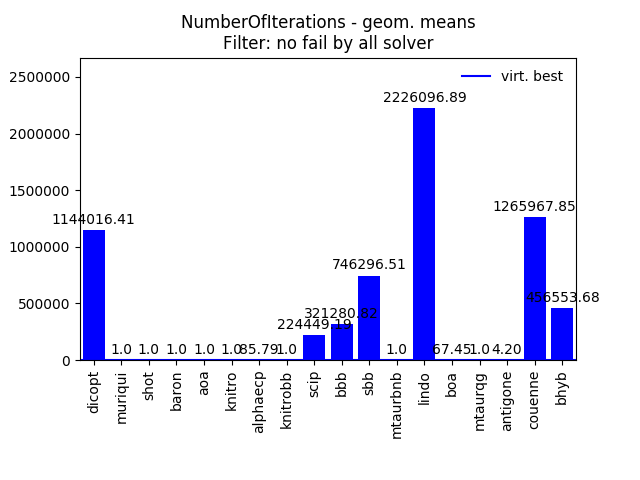 NumberOfIterations - geom. means
Filter: no fail by all solver
virt. best
2500000
2000000
1500000
1000000
500000
0
1144016.41
1.0
1.0
1.0
1.0
1.0
85.79
1.0
224449.19
321280.82
746296.51
1.0
2226096.89
67.45
1.0
4.20
1265967.85
456553.68
dicopt
muriqui
shot
baron
aoa
knitro
alphaecp
knitrobb
scip
bbb
sbb
mtaurbnb
lindo
boa
mtaurqg
antigone
couenne
bhyb